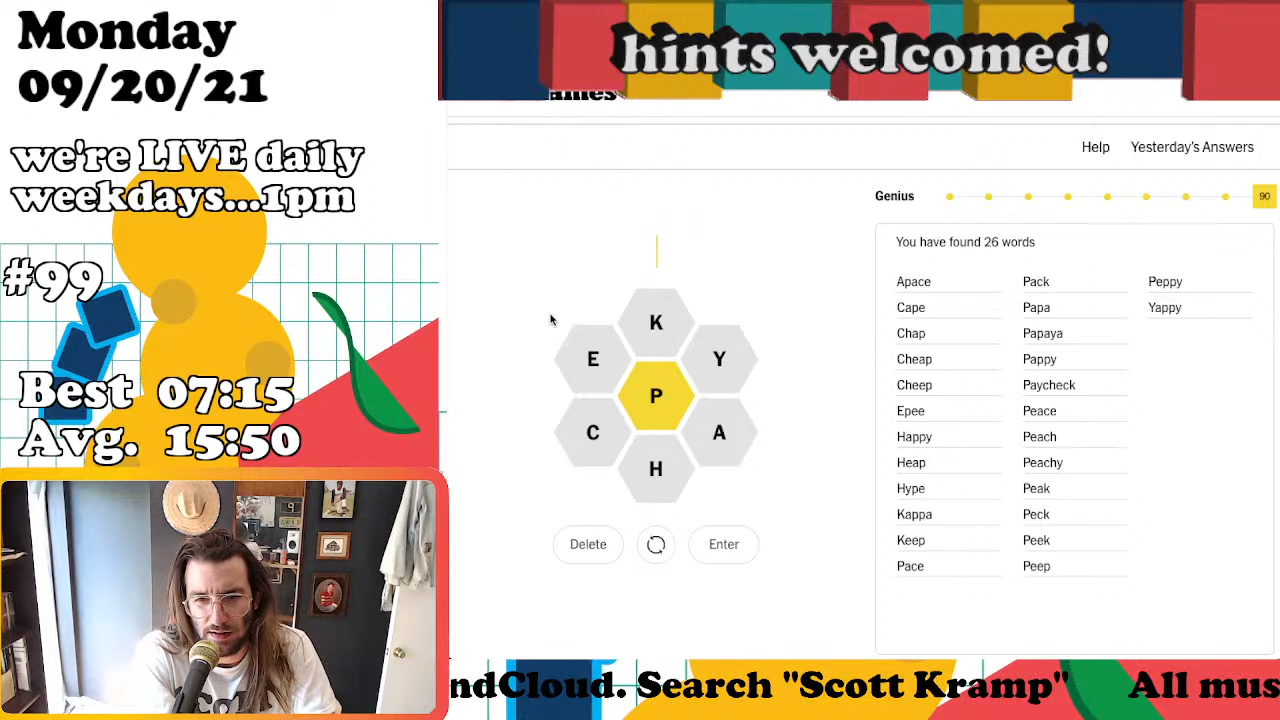 Monday
09/20/21
hints welcomed!
we're LIVE daily
weekdays...1pm
Help
Yesterday's Answers
#99
Genius
90
You have found 26 words
Apace
Cape
Chap
Cheap
Cheep
Epee
Happy
Heap
Hype
Kappa
Keep
Pace
Pack
Papa
Papaya
Pappy
Paycheck
Peace
Peach
Peachy
Peak
Peck
Peek
Peep
Peppy
Yappy
K
E
Y
P
C
A
H
Delete
Enter
Best 07:15
Avg. 15:50
ndCloud. Search "Scott Kramp"
All mus